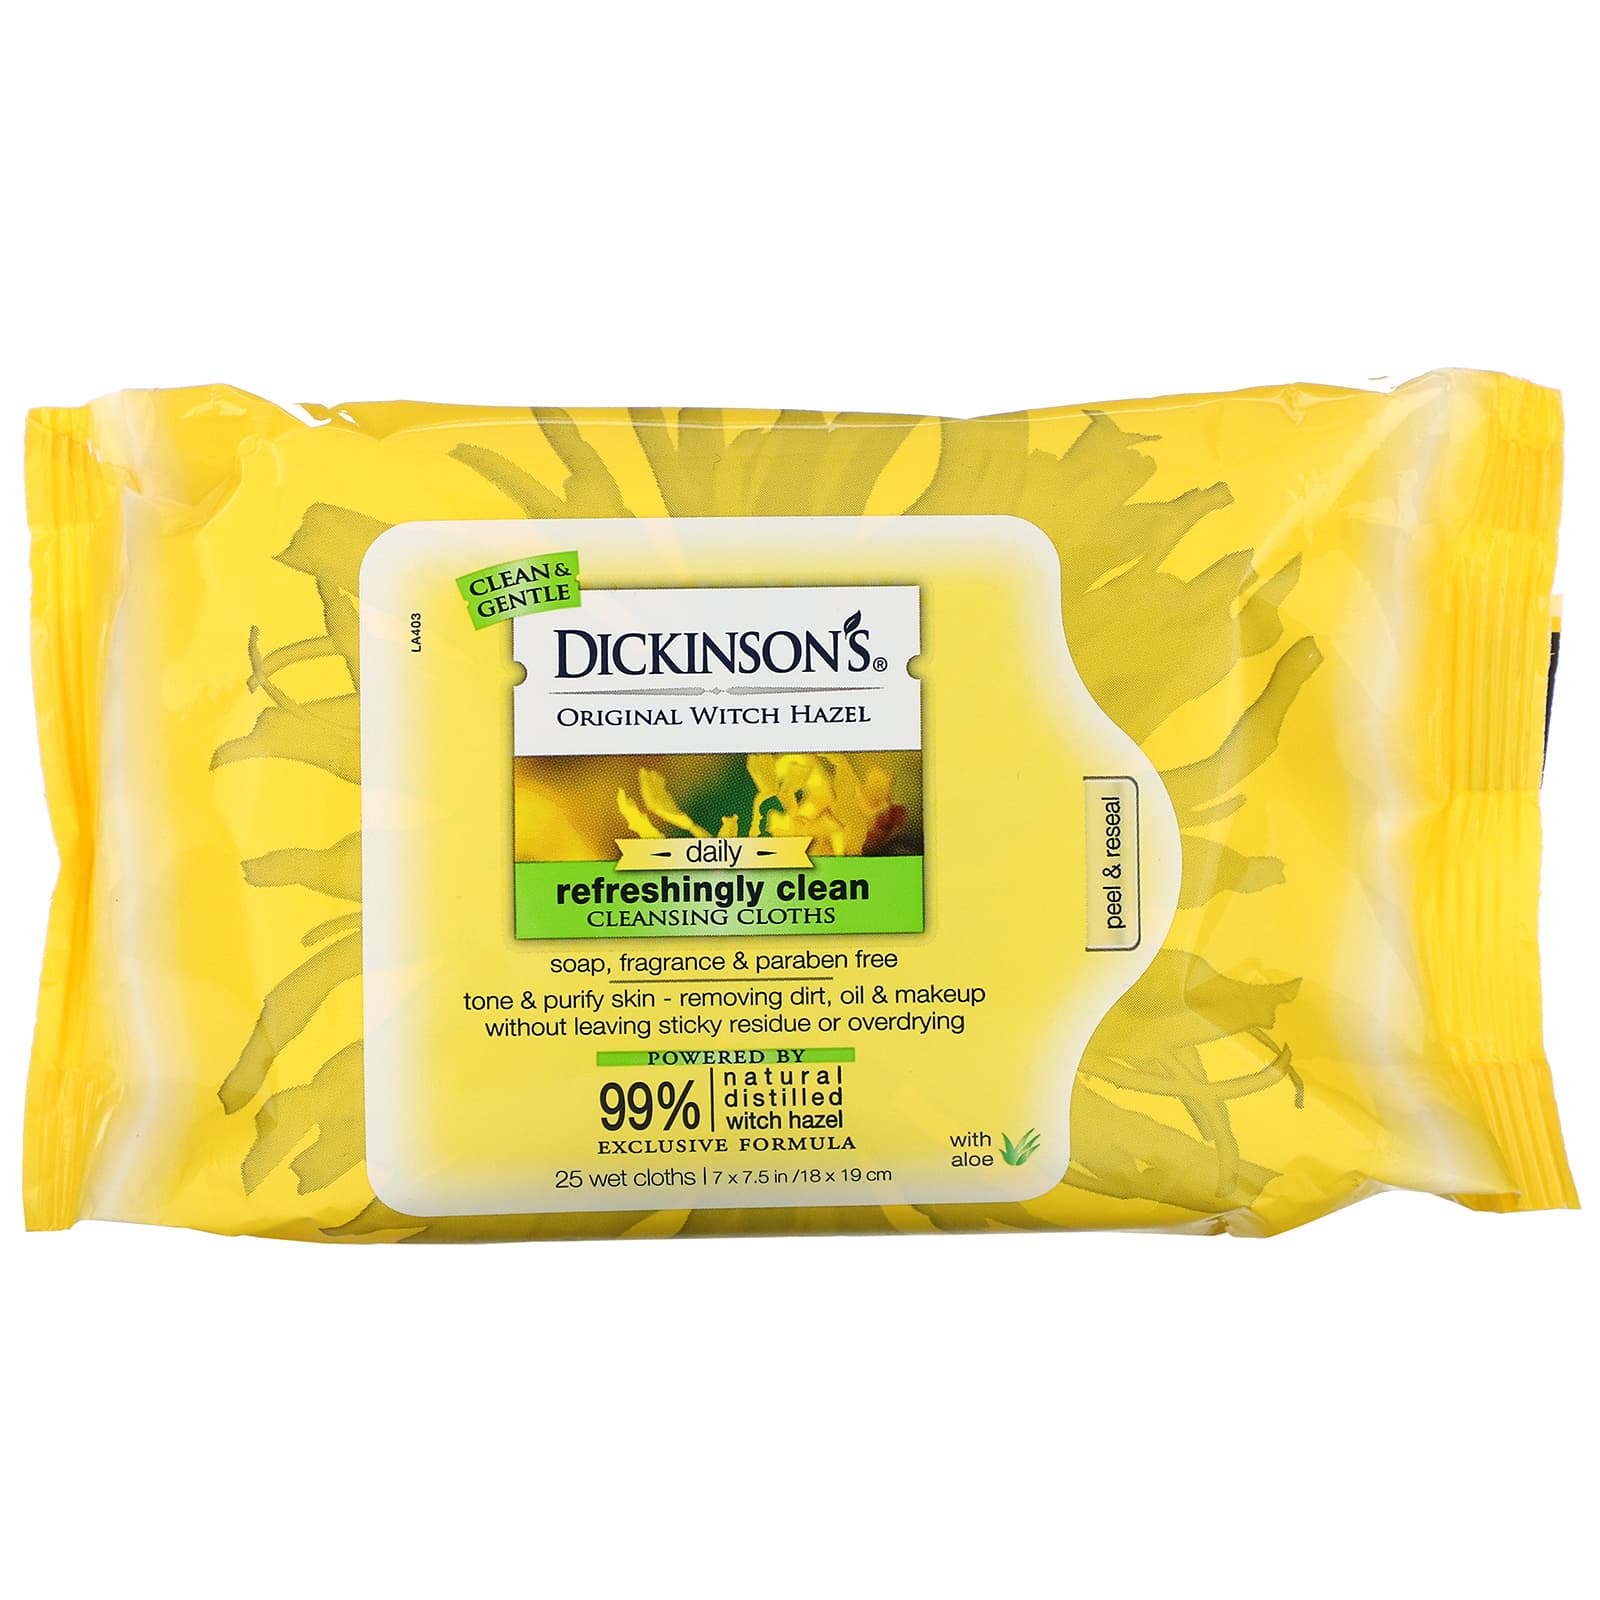 CLEAN &
GENTLE
LA403
DICKINSON'S®
ORIGINAL WITCH HAZEL
daily
refreshingly clean
CLEANSING CLOTHS
peel & reseal
soap, fragrance & paraben free
tone & purify skin - removing dirt, oil & makeup
without leaving sticky residue or overdrying
POWERED BY
99% natural
distilled
witch hazel
EXCLUSIVE FORMULA
with
aloe
25 wet cloths | 7 x 7.5 in /18 x 19 cm